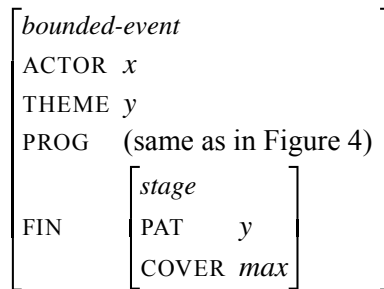 bounded-event
ACTOR x
THEME y
PROG (same as in Figure 4)
stage
FIN PAT y
COVER max